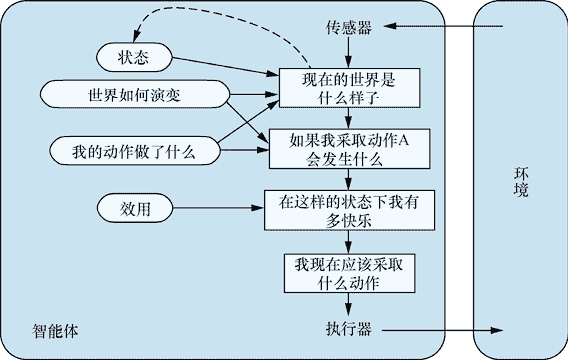 传感器
状态
现在的世界是
什么样子
世界如何演变
如果我采取动作A
会发生什么
我的动作做了什么
环境
效用
在这样的状态下我有
多快乐
我现在应该采取
什么动作
智能体
执行器